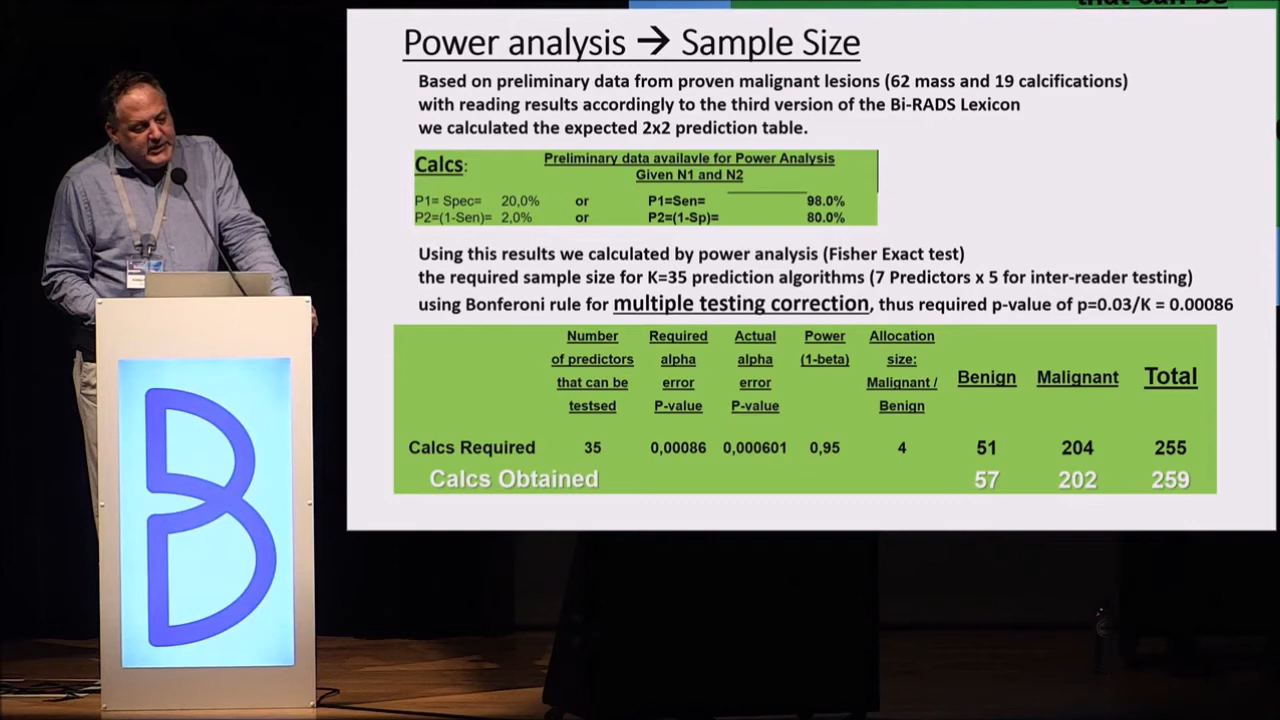 that can be
Power analysis → Sample Size
Based on preliminary data from proven malignant lesions (62 mass and 19 calcifications)
with reading results accordingly to the third version of the Bi-RADS Lexicon
we calculated the expected 2x2 prediction table.
Calcs: Preliminary data availavle for Power Analysis
Given N1 and N2
P1= Spec= 20,0% or P1=Sen= 98.0%
P2=(1-Sen)= 2,0% or P2=(1-Sp)= 80.0%
Using this results we calculated by power analysis (Fisher Exact test)
the required sample size for K=35 prediction algorithms (7 Predictors x 5 for inter-reader testing)
using Bonferoni rule for multiple testing correction, thus required p-value of p=0.03/K = 0.00086
Number Required Actual Power Allocation
of predictors alpha alpha (1-beta) size:
that can be error error Malignant / Benign Malignant Total
testsed P-value P-value Benign
Calcs Required 35 0,00086 0,000601 0,95 4 51 204 255
Calcs Obtained 57 202 259